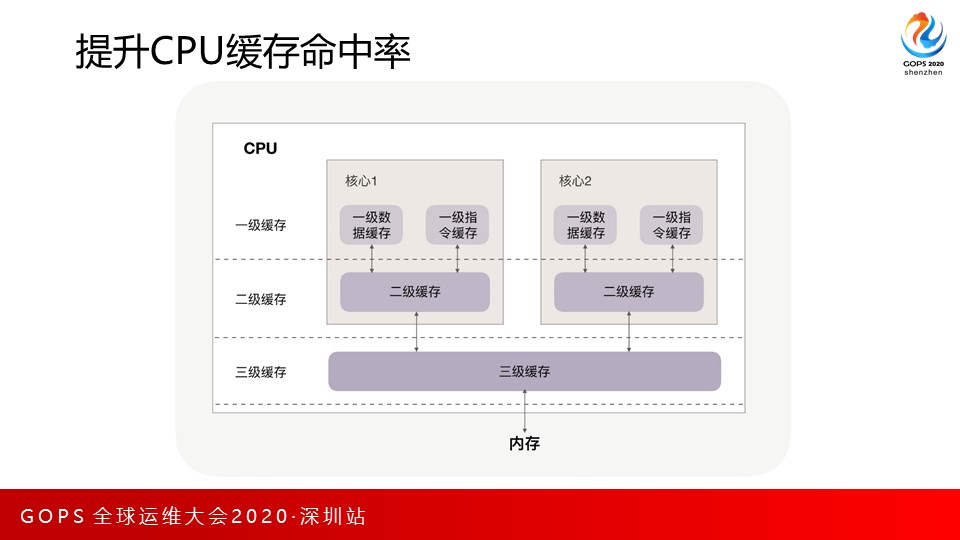 提升CPU缓存命中率
GOPS 2020
shenzhen
CPU
核心1
核心2
一级缓存
一级数
据缓存
一级指
令缓存
一级数
据缓存
一级指
令缓存
二级缓存
二级缓存
二级缓存
三级缓存
三级缓存
内存
GOPS 全球运维大会2020·深圳站